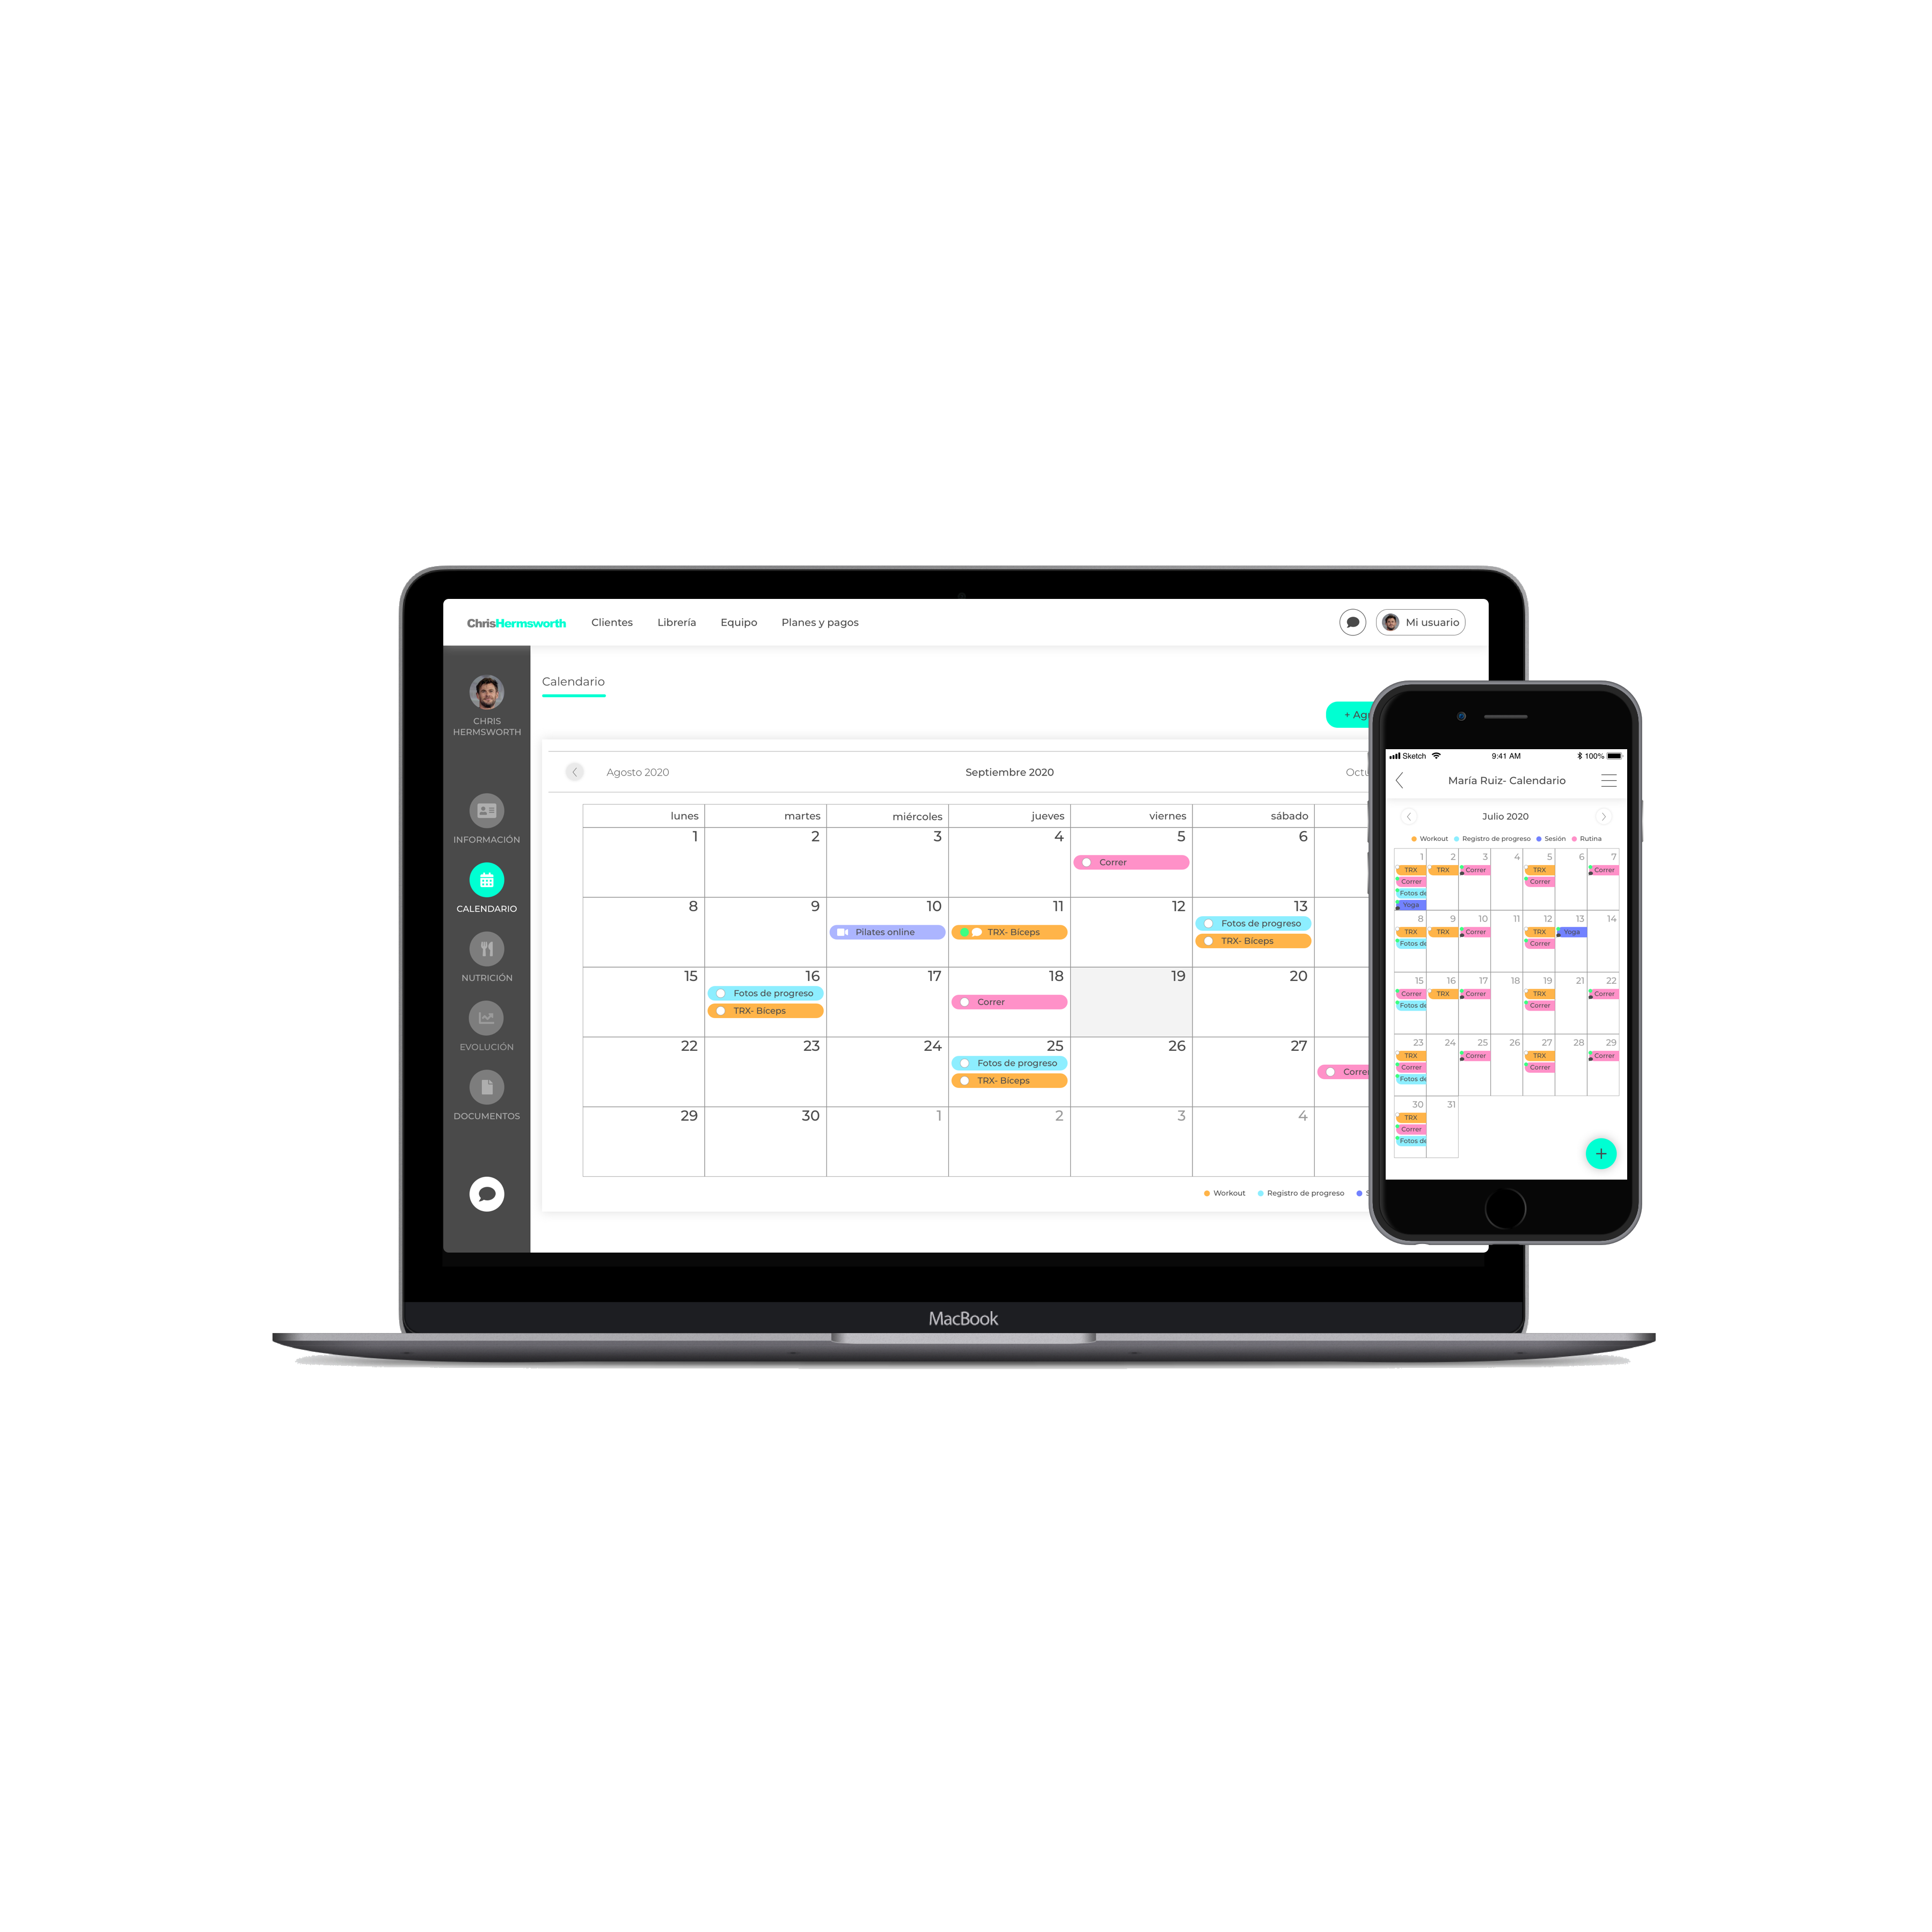 ChrisHermsworth Clientes Librería Equipo Planes y pagos Mi usuario
CHRIS
HERMSWORTH
INFORMACIÓN
CALENDARIO
NUTRICIÓN
EVOLUCIÓN
DOCUMENTOS
Calendario
Agosto 2020 Septiembre 2020
lunes martes miércoles jueves viernes sábado
1 2 3 4 5 6
Correr
8 9 10 11 12 13
Pilates online TRX- Bíceps Fotos de progreso
TRX- Bíceps
15 16 17 18 19 20
Fotos de progreso Correr
TRX- Bíceps
22 23 24 25 26 27
Fotos de progreso Correr
TRX- Bíceps
29 30 1 2 3 4
Workout Registro de progreso
MacBook
Sketch 9:41 AM 100%
María Ruiz- Calendario
Julio 2020
Workout Registro de progreso Sesión Rutina
1 2 3 4 5 6 7
TRX TRX Correr TRX Correr
Correr Correr
Fotos de
Yoga
8 9 10 11 12 13 14
TRX TRX Correr TRX Yoga
Fotos de Correr
15 16 17 18 19 21 22
Correr TRX Correr TRX Correr
Fotos de Correr
23 24 25 26 27 28 29
TRX Correr TRX Correr
Correr Correr
Fotos de
30 31
TRX
Correr
Fotos de
+